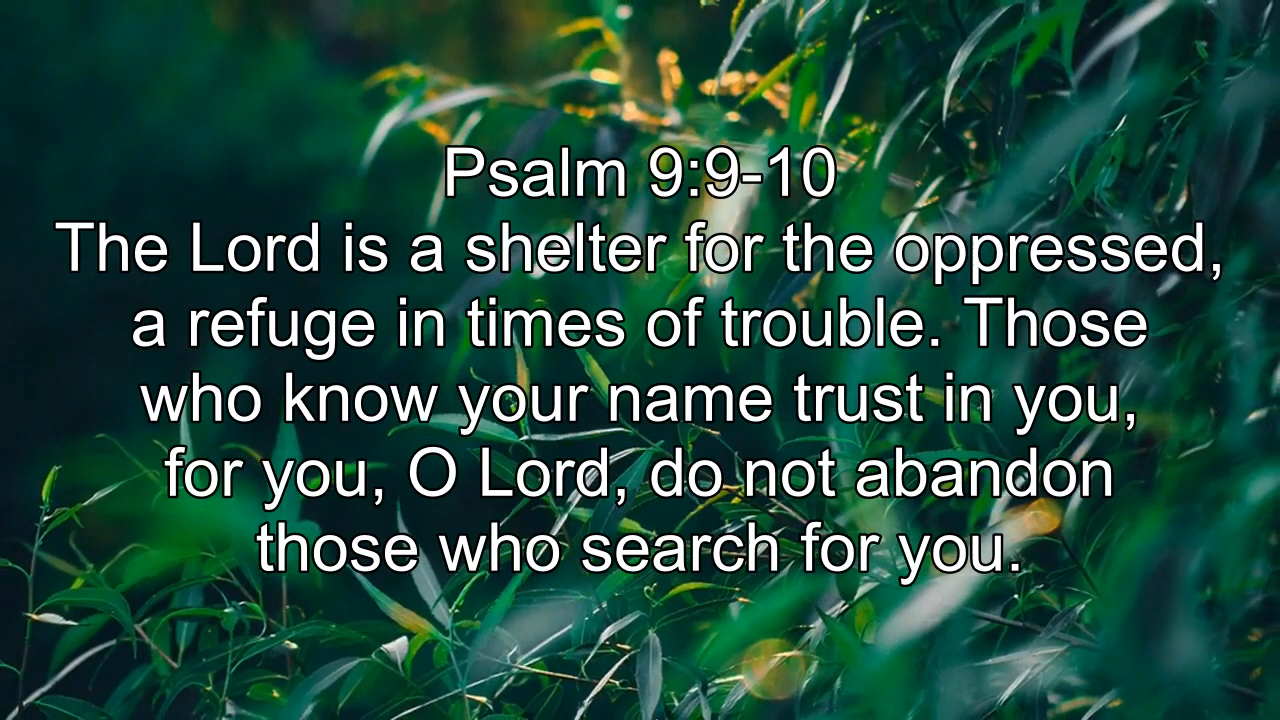 Psalm 9:9-10
The Lord is a shelter for the oppressed,
a refuge in times of trouble. Those
who know your name trust in you,
for you, O Lord, do not abandon
those who search for you.